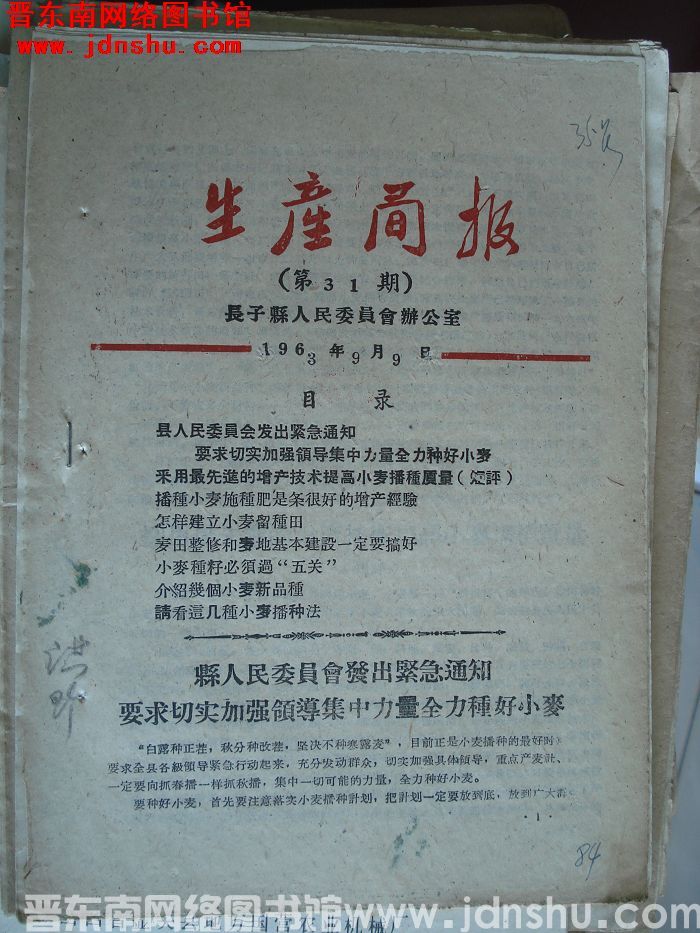 晋东南网络图书馆
www.jdnshu.com
生產简报
(第31期)
長子縣人民委員會辦公室
1963年9月9日
目 录
县人民委員会发出緊急通知
要求切实加强領导集中力量全力种好小麥
采用最先進的增产技术提高小麥播種质量(短評)
播種小麦施種肥是条很好的增产經驗
怎样建立小麦留種田
麥田整修和麥地基本建設一定要搞好
小麥種籽必須過“五关”
介紹幾個小麥新品種
請看這几种小麥播种法
縣人民委員會發出緊急通知
要求切实加强領導集中力量全力種好小麥
“白露种正茬,秋分种改茬,坚决不种寒露麦”,目前正是小麦播种的最好时
要求全县各級領导紧急行动起来,充分发动群众,切实加强具体領导,重点产麦社、
一定要向抓春播一样抓秋播,集中一切可能的力量,全力种好小麦。
要种好小麦,首先要注意落实小麦播种計划,把計划一定要放到底,放到广大
·1·
84
晋东南网络图书馆 www.jdnshu.com